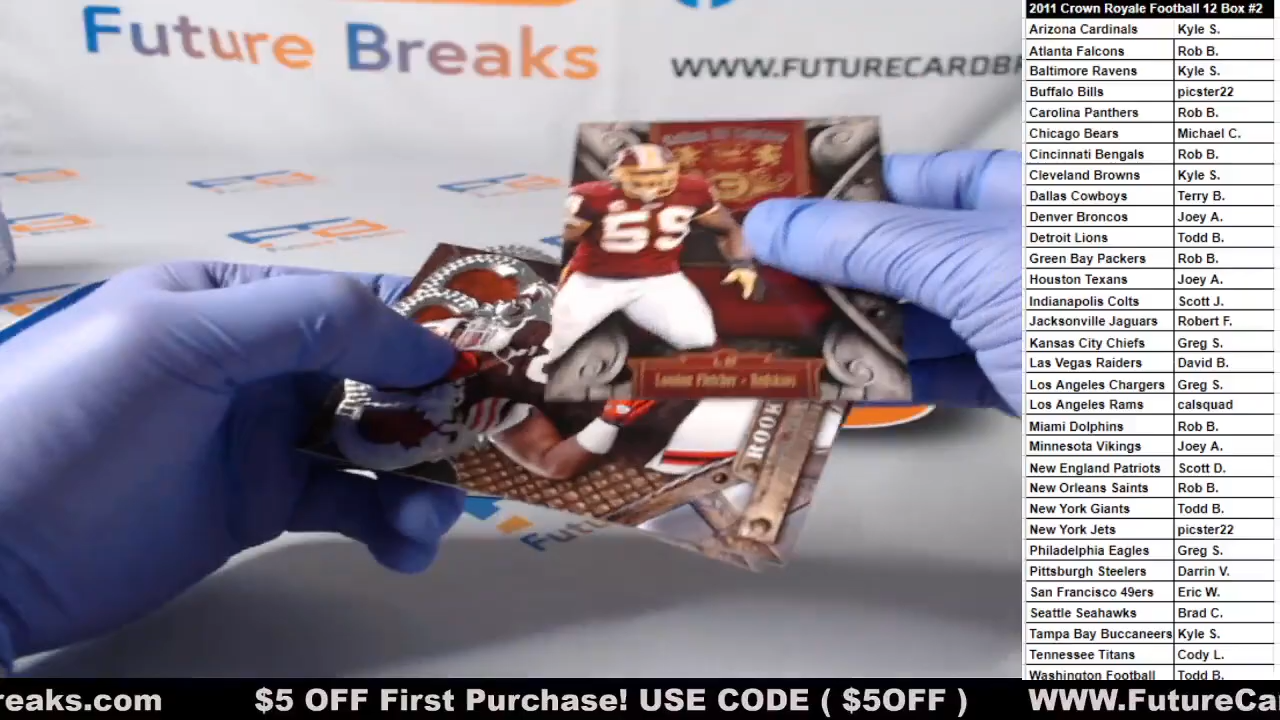 Future Breaks
WWW.FUTURECARDBR
59
London Fletcher - Redskins
ROOK
Futu
2011 Crown Royale Football 12 Box #2
Arizona Cardinals Kyle S.
Atlanta Falcons Rob B.
Baltimore Ravens Kyle S.
Buffalo Bills picster22
Carolina Panthers Rob B.
Chicago Bears Michael C.
Cincinnati Bengals Rob B.
Cleveland Browns Kyle S.
Dallas Cowboys Terry B.
Denver Broncos Joey A.
Detroit Lions Todd B.
Green Bay Packers Rob B.
Houston Texans Joey A.
Indianapolis Colts Scott J.
Jacksonville Jaguars Robert F.
Kansas City Chiefs Greg S.
Las Vegas Raiders David B.
Los Angeles Chargers Greg S.
Los Angeles Rams calsquad
Miami Dolphins Rob B.
Minnesota Vikings Joey A.
New England Patriots Scott D.
New Orleans Saints Rob B.
New York Giants Todd B.
New York Jets picster22
Philadelphia Eagles Greg S.
Pittsburgh Steelers Darrin V.
San Francisco 49ers Eric W.
Seattle Seahawks Brad C.
Tampa Bay Buccaneers Kyle S.
Tennessee Titans Cody L.
Washington Football Todd B.
reaks.com $5 OFF First Purchase! USE CODE ( $5OFF ) WWW.FutureCa